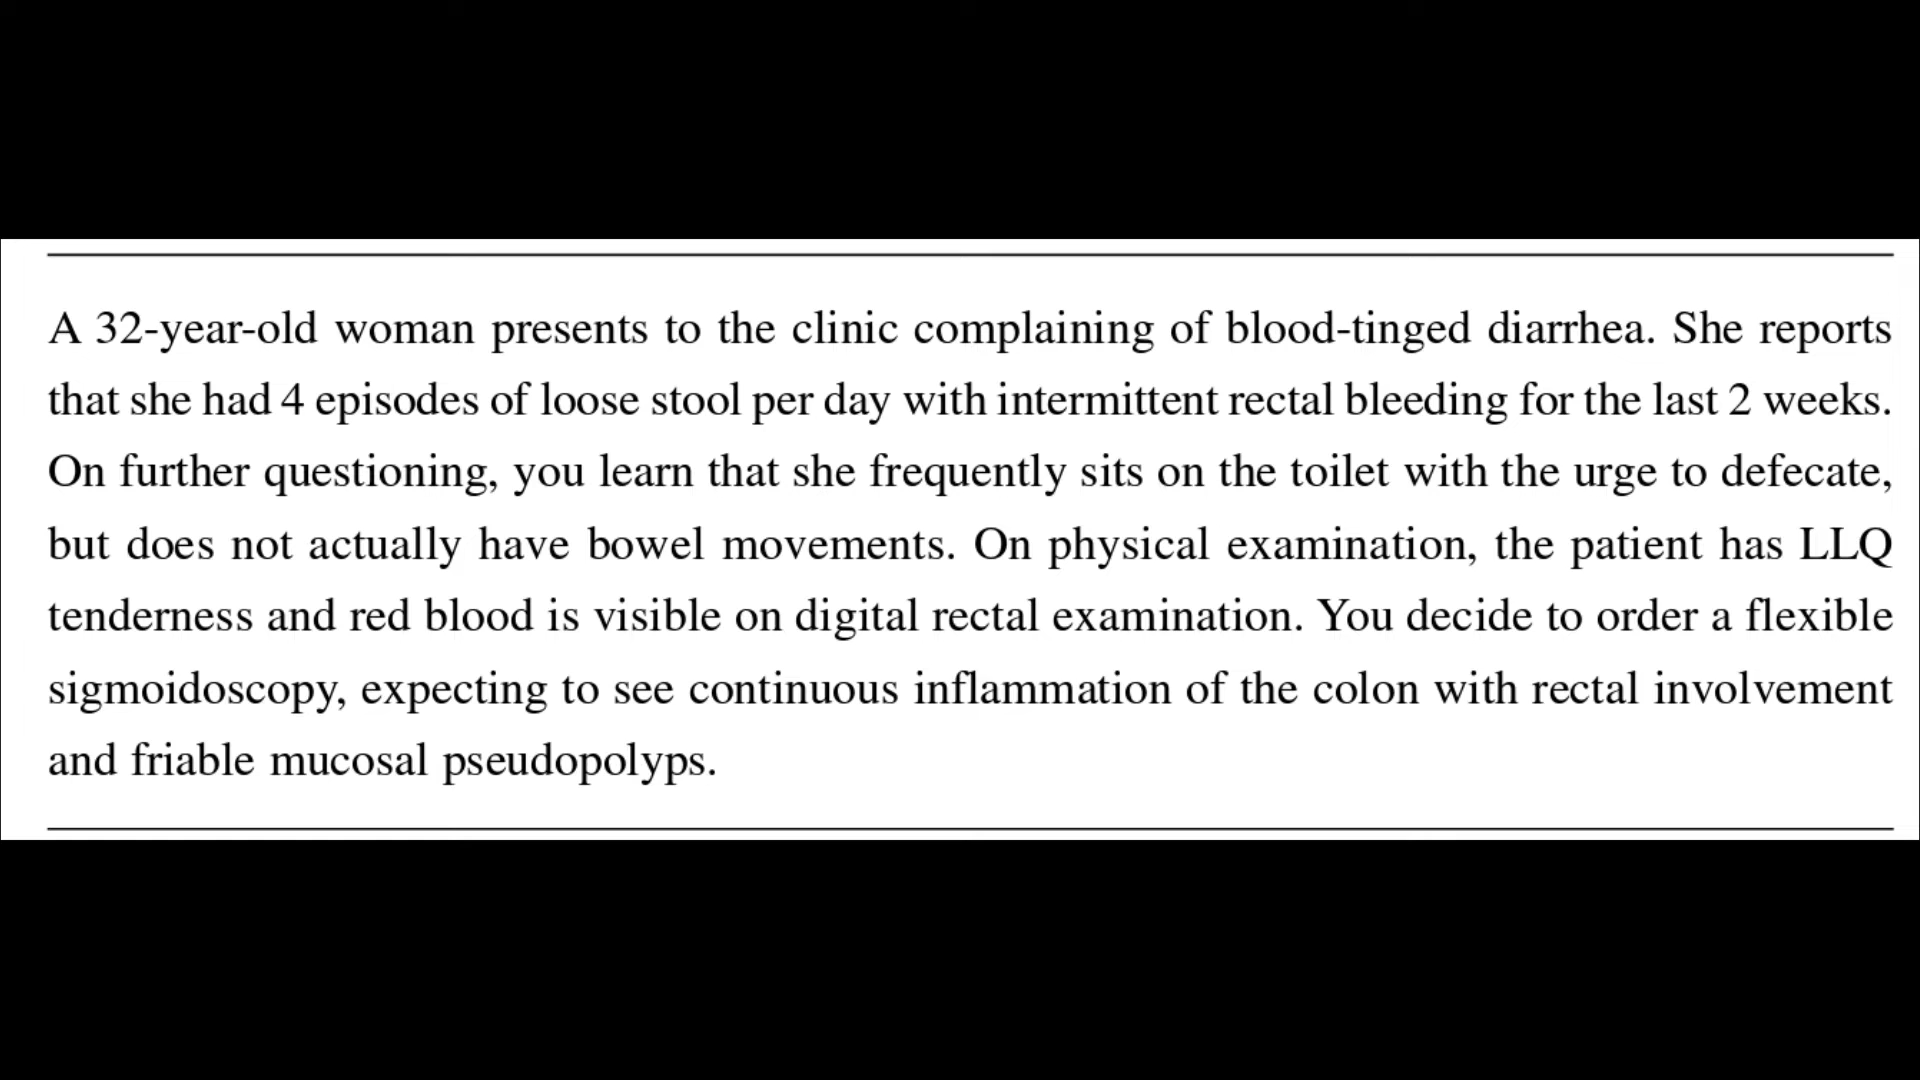 A 32-year-old woman presents to the clinic complaining of blood-tinged diarrhea. She reports
that she had 4 episodes of loose stool per day with intermittent rectal bleeding for the last 2 weeks.
On further questioning, you learn that she frequently sits on the toilet with the urge to defecate,
but does not actually have bowel movements. On physical examination, the patient has LLQ
tenderness and red blood is visible on digital rectal examination. You decide to order a flexible
sigmoidoscopy, expecting to see continuous inflammation of the colon with rectal involvement
and friable mucosal pseudopolyps.